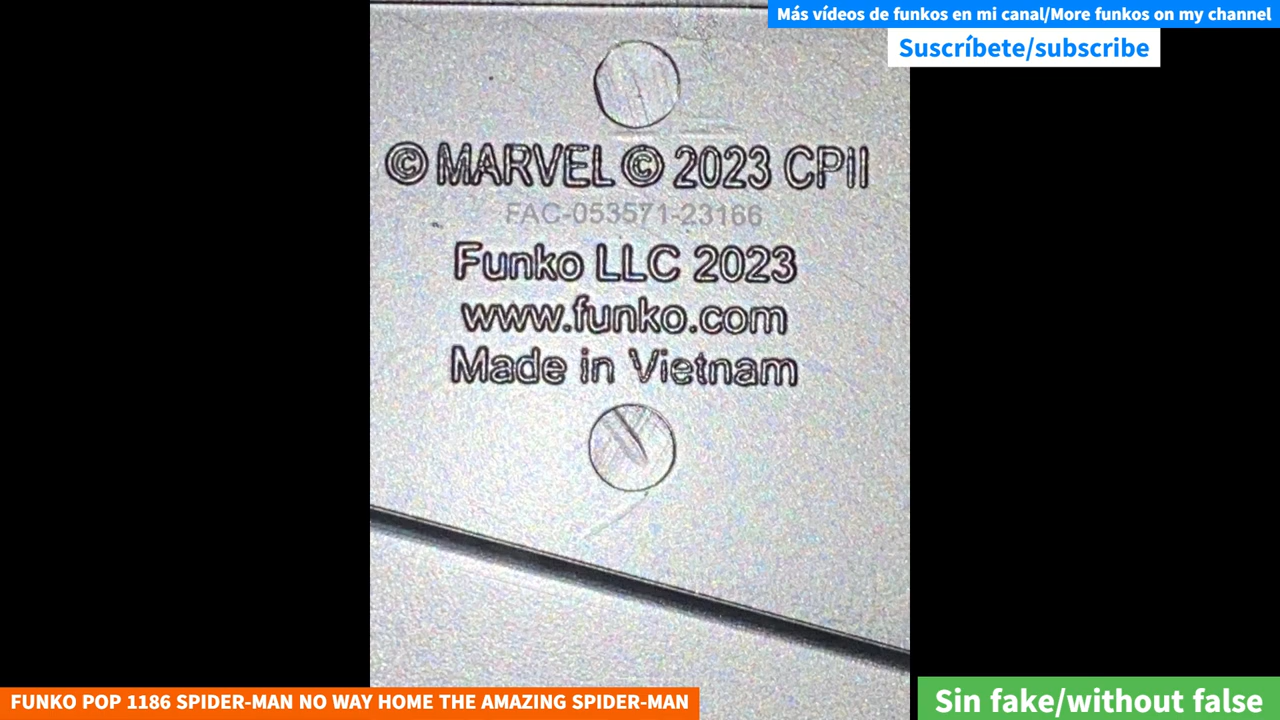 Más vídeos de funkos en mi canal/More funkos on my channel
Suscríbete/subscribe
© MARVEL © 2023 CPII
FAC-053571-23166
Funko LLC 2023
www.funko.com
Made in Vietnam
FUNKO POP 1186 SPIDER-MAN NO WAY HOME THE AMAZING SPIDER-MAN
Sin fake/without false